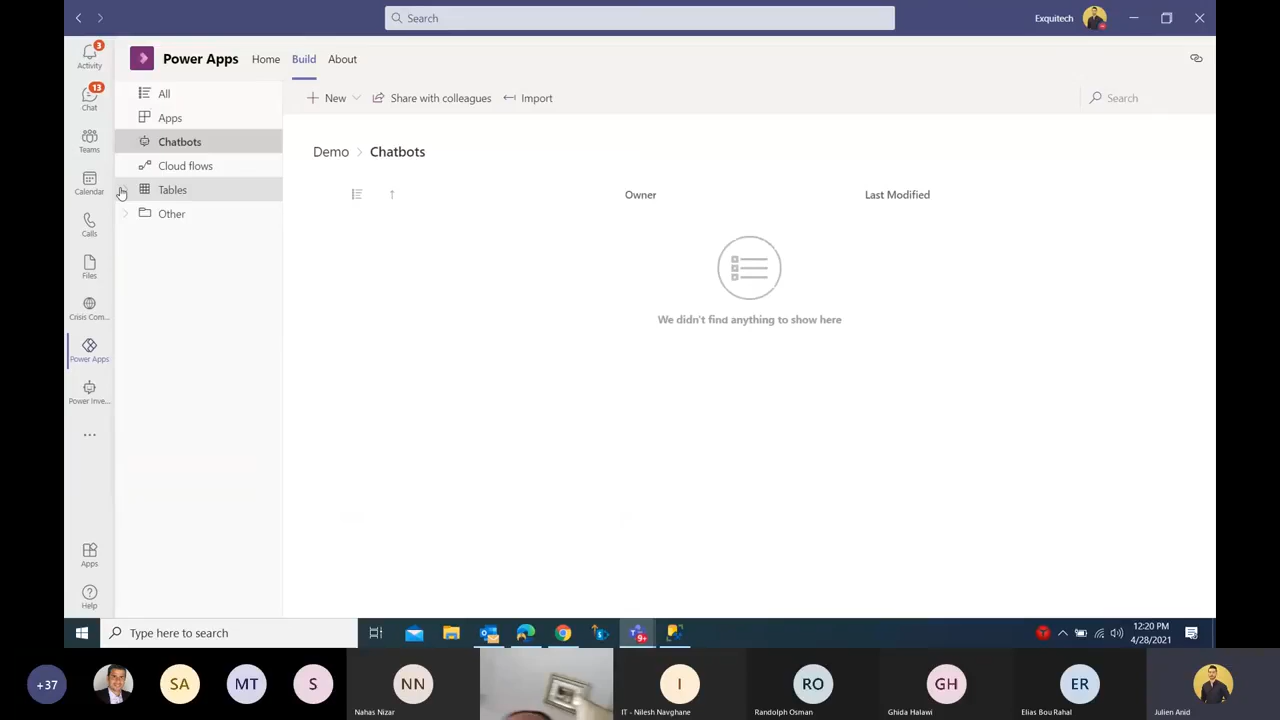 Search
Exquitech
Activity
3
Chat
13
Teams
Calendar
Calls
Files
Crisis Com...
Power Apps
Power Inve...
Apps
Help
Power Apps
Home
Build
About
All
Apps
Chatbots
Cloud flows
Tables
Other
New
Share with colleagues
Import
Search
Demo > Chatbots
Owner
Last Modified
We didn't find anything to show here
Type here to search
9+
12:20 PM
4/28/2021
+37
SA
MT
S
NN
Nahas Nizar
I
IT - Nilesh Navghane
RO
Randolph Osman
GH
Ghida Halawi
ER
Elias Bou Rahal
Julien Anid